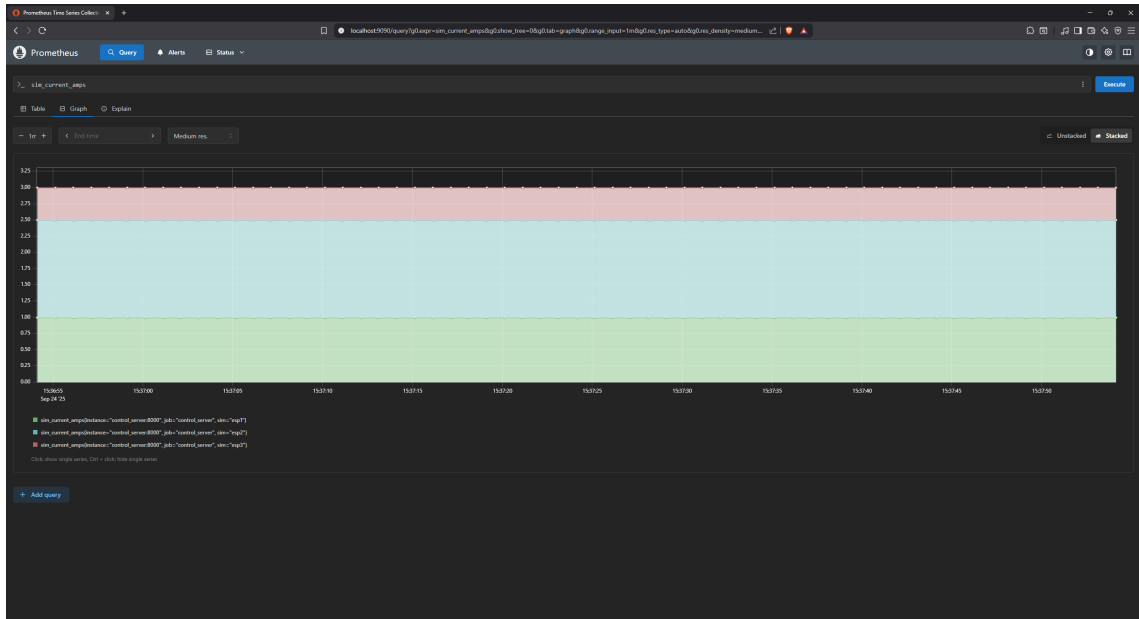 Prometheus Time Series Collecti × +
localhost:9090/query?g0.expr=sim_current_amps&g0.show_tree=0&g0.tab=graph&g0.range_input=1m&g0.res_type=auto&g0.res_density=medium...
Prometheus Query Alerts Status
>_ sim_current_amps Execute
Table Graph Explain
− 1m + < End time > Medium res. Unstacked Stacked
3.25
3.00
2.75
2.50
2.25
2.00
1.75
1.50
1.25
1.00
0.75
0.50
0.25
0.00
15:36:55 15:37:00 15:37:05 15:37:10 15:37:15 15:37:20 15:37:25 15:37:30 15:37:35 15:37:40 15:37:45 15:37:50
Sep 24 '25
sim_current_amps{instance="control_server:8000", job="control_server", sim="esp1"}
sim_current_amps{instance="control_server:8000", job="control_server", sim="esp2"}
sim_current_amps{instance="control_server:8000", job="control_server", sim="esp3"}
Click: show single series, Ctrl + click: hide single series
+ Add query